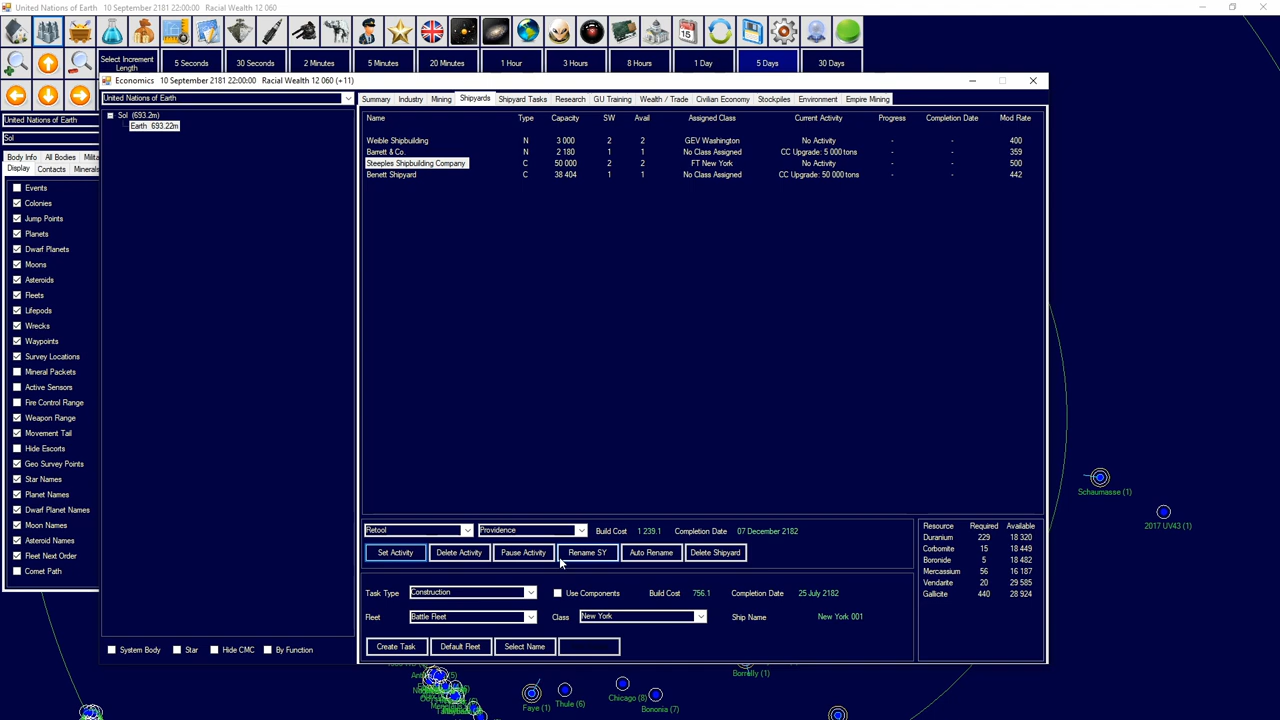 United Nations of Earth  10 September 2181 22:00:00  Racial Wealth 12 060
Select Increment Length
5 Seconds
30 Seconds
2 Minutes
5 Minutes
20 Minutes
1 Hour
3 Hours
8 Hours
1 Day
5 Days
30 Days
Economics  10 September 2181 22:00:00  Racial Wealth 12 060 (+11)
United Nations of Earth
Summary Industry Mining Shipyards Shipyard Tasks Research GU Training Wealth / Trade Civilian Economy Stockpiles Environment Empire Mining
Sol (693.2m)
Earth 693.22m
United Nations of Earth
Sol
Body Info All Bodies
Display Contacts Minerals
Events
Colonies
Jump Points
Planets
Dwarf Planets
Moons
Asteroids
Fleets
Lifepods
Wrecks
Waypoints
Survey Locations
Mineral Packets
Active Sensors
Fire Control Range
Weapon Range
Movement Tail
Hide Escorts
Geo Survey Points
Star Names
Planet Names
Dwarf Planet Names
Moon Names
Asteroid Names
Fleet Next Order
Comet Path
Name Type Capacity SW Avail Assigned Class Current Activity Progress Completion Date Mod Rate
Weible Shipbuilding N 3 000 2 2 GEV Washington No Activity - - 400
Barrett & Co. N 2 180 1 1 No Class Assigned CC Upgrade: 5 000 tons - - 359
Steeples Shipbuilding Company C 50 000 2 2 FT New York No Activity - - 500
Benett Shipyard C 38 404 1 1 No Class Assigned CC Upgrade: 50 000 tons - - 442
Retool Providence Build Cost 1 239.1 Completion Date 07 December 2182
Set Activity Delete Activity Pause Activity Rename SY Auto Rename Delete Shipyard
Task Type Construction Use Components Build Cost 756.1 Completion Date 25 July 2182
Fleet Battle Fleet Class New York Ship Name New York 001
Create Task Default Fleet Select Name
Resource Required Available
Duranium 229 18 320
Corbomite 15 18 449
Boronide 5 18 482
Mercassium 56 16 187
Vendarite 20 29 585
Gallicite 440 28 924
System Body Star Hide CMC By Function
Schaumasse (1)
2017 UV43 (1)
Borrelly (1)
Faye (1)
Thule (6)
Chicago (8)
Bononia (7)